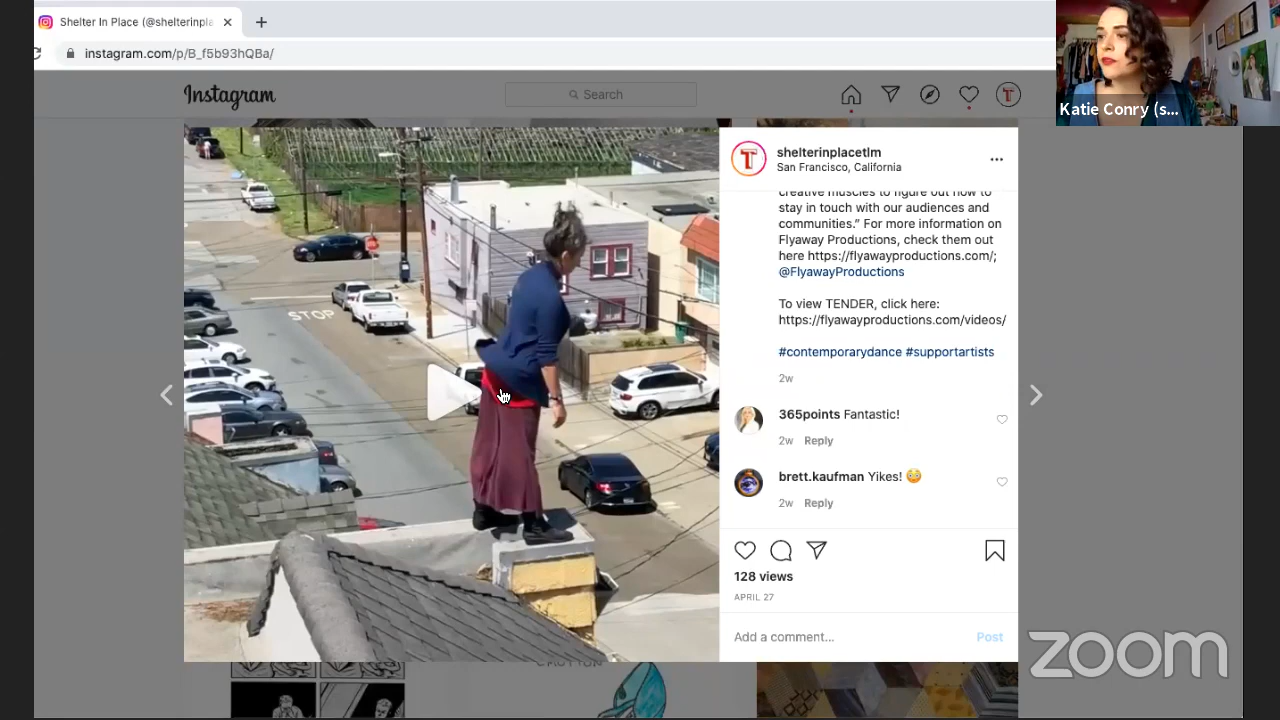 Shelter In Place (@shelterinpla
instagram.com/p/B_f5b93hQBa/
Instagram
Search
Katie Conry (s...
shelterinplacetlm
San Francisco, California
creative muscles to figure out how to
stay in touch with our audiences and
communities." For more information on
Flyaway Productions, check them out
here https://flyawayproductions.com/;
@FlyawayProductions
To view TENDER, click here:
https://flyawayproductions.com/videos/
#contemporarydance #supportartists
2w
365points Fantastic!
2w Reply
brett.kaufman Yikes! 😳
2w Reply
128 views
APRIL 27
Add a comment...
Post
STOP
zoom